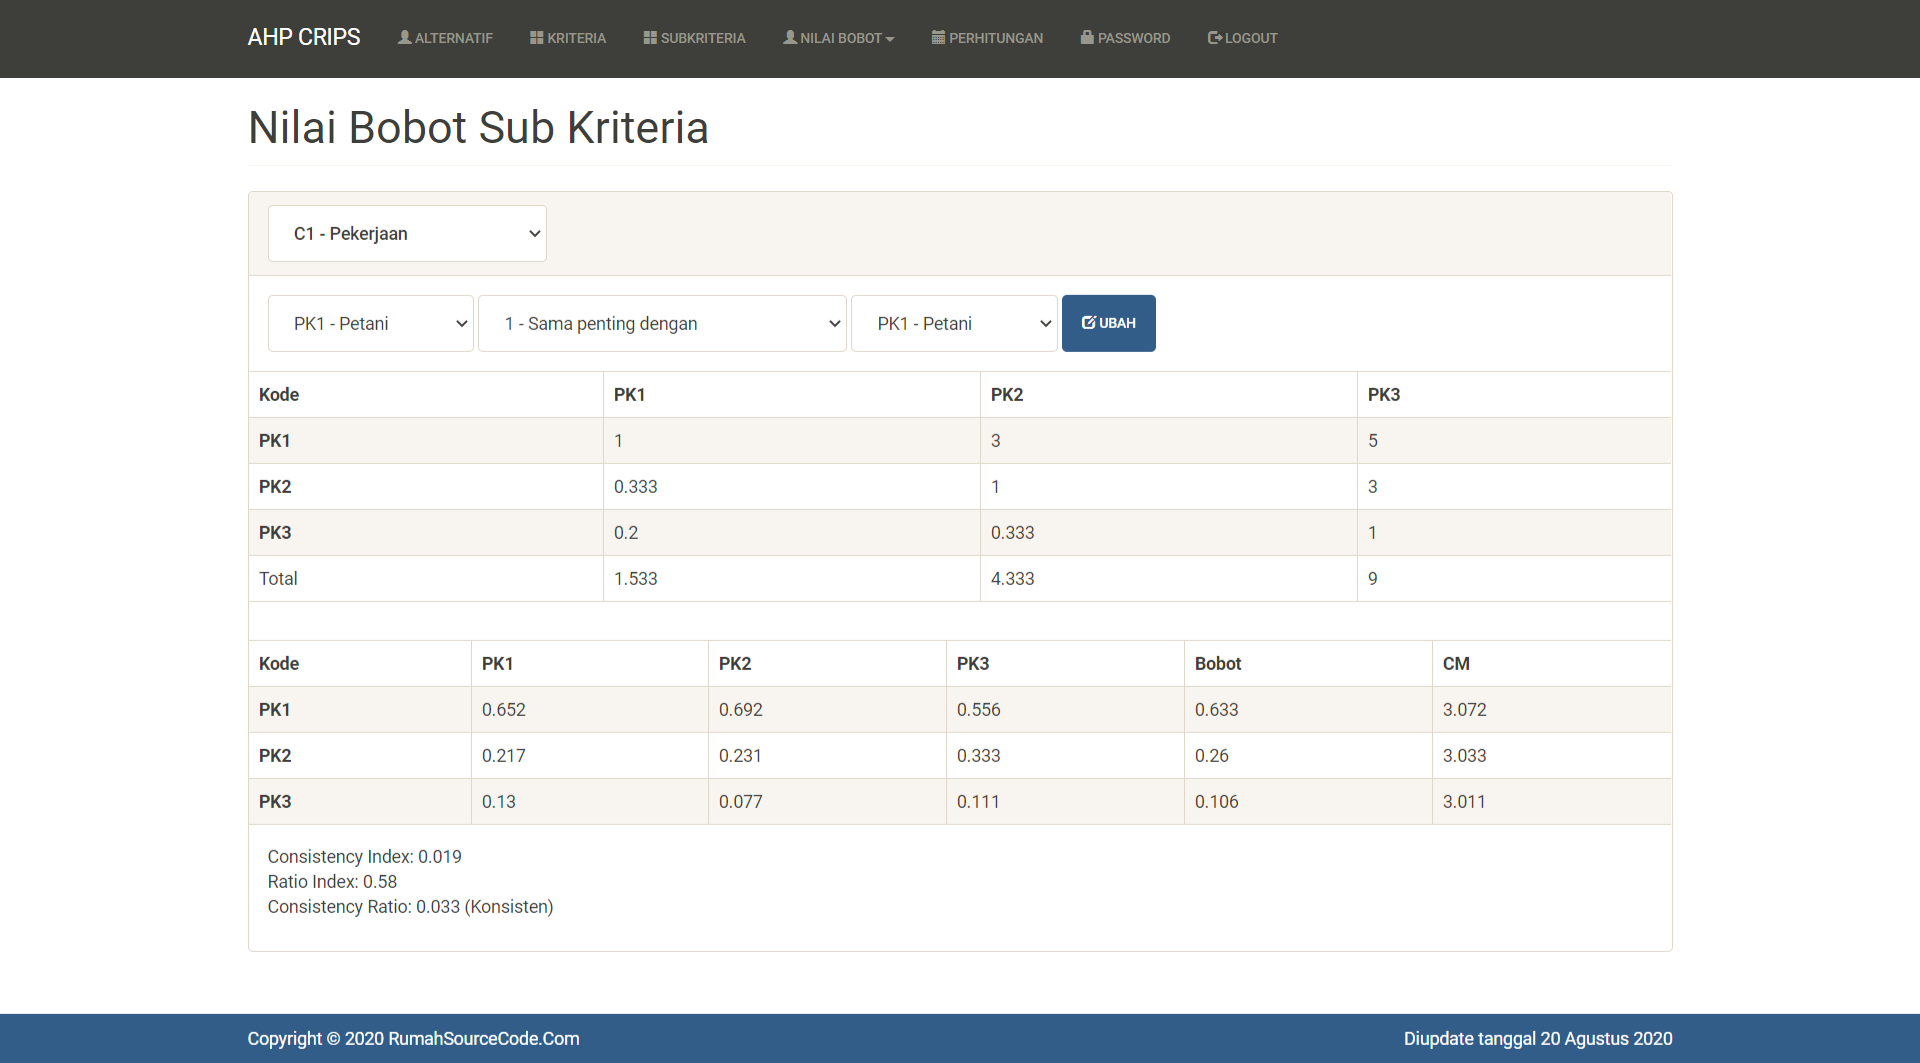 AHP CRIPS ALTERNATIF KRITERIA SUBKRITERIA NILAI BOBOT PERHITUNGAN PASSWORD LOGOUT
Nilai Bobot Sub Kriteria
C1 - Pekerjaan
PK1 - Petani 1 - Sama penting dengan PK1 - Petani UBAH
Kode PK1 PK2 PK3
PK1 1 3 5
PK2 0.333 1 3
PK3 0.2 0.333 1
Total 1.533 4.333 9
Kode PK1 PK2 PK3 Bobot CM
PK1 0.652 0.692 0.556 0.633 3.072
PK2 0.217 0.231 0.333 0.26 3.033
PK3 0.13 0.077 0.111 0.106 3.011
Consistency Index: 0.019
Ratio Index: 0.58
Consistency Ratio: 0.033 (Konsisten)
Copyright © 2020 RumahSourceCode.Com Diupdate tanggal 20 Agustus 2020